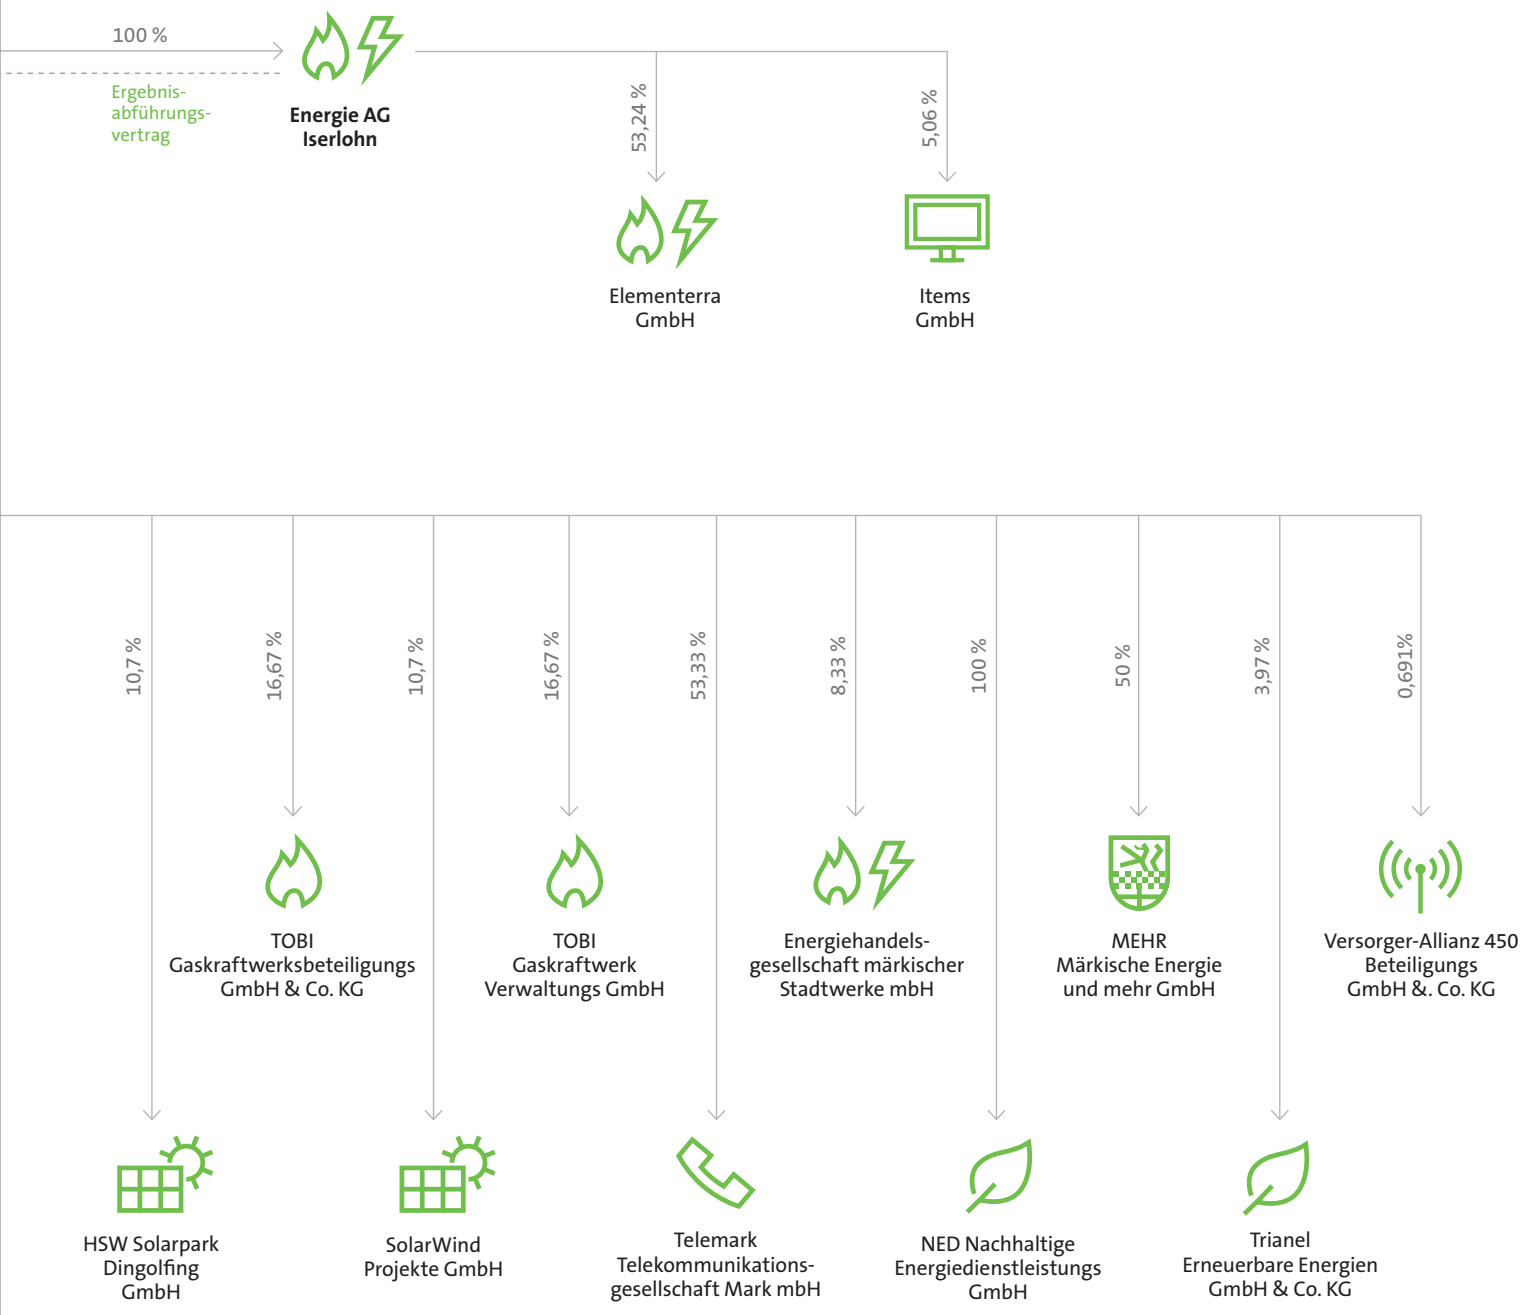 100 %
Ergebnis-
abführungs-
vertrag
Energie AG
Iserlohn
53,24 %
5,06 %
Elementerra
GmbH
Items
GmbH
10,7 %
16,67 %
10,7 %
16,67 %
53,33 %
8,33 %
100 %
50 %
3,97 %
0,691%
TOBI
Gaskraftwerksbeteiligungs
GmbH & Co. KG
TOBI
Gaskraftwerk
Verwaltungs GmbH
Energiehandels-
gesellschaft märkischer
Stadtwerke mbH
MEHR
Märkische Energie
und mehr GmbH
Versorger-Allianz 450
Beteiligungs
GmbH &. Co. KG
HSW Solarpark
Dingolfing
GmbH
SolarWind
Projekte GmbH
Telemark
Telekommunikations-
gesellschaft Mark mbH
NED Nachhaltige
Energiedienstleistungs
GmbH
Trianel
Erneuerbare Energien
GmbH & Co. KG